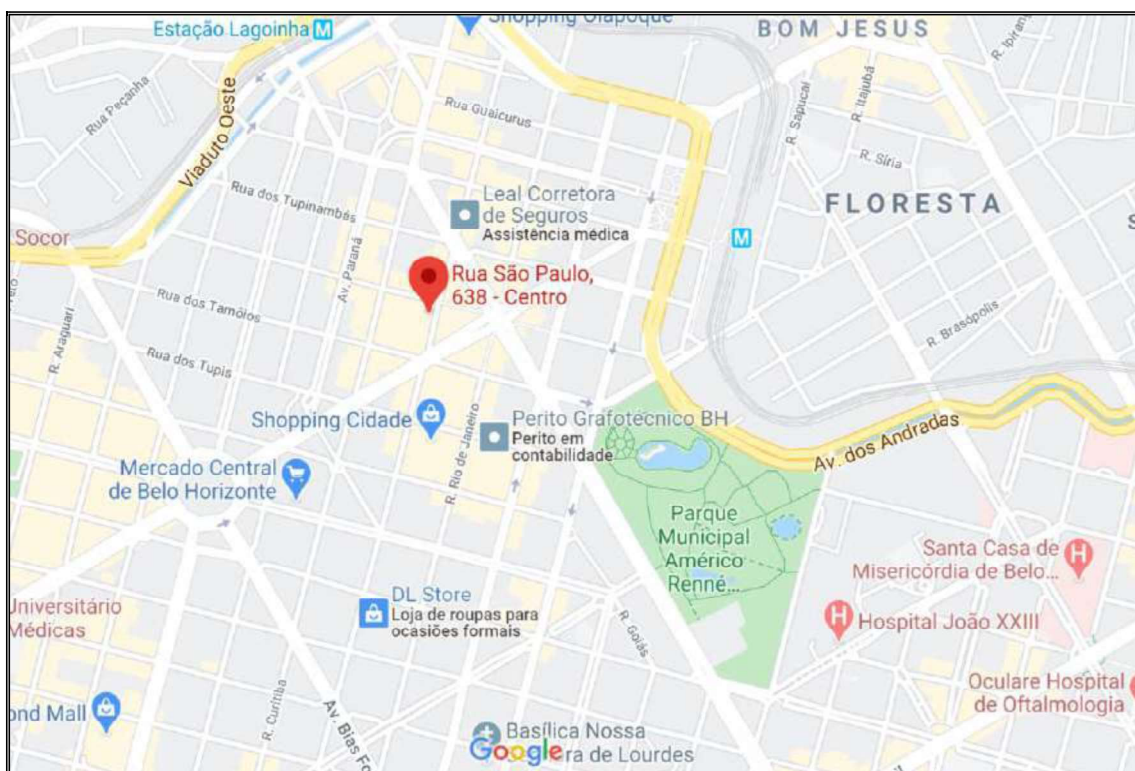 Shopping Oiapoque
Estação Lagoinha
M
BOM JESUS
R. Ipiranga
Rua Peçanha
Viaduto Oeste
Rua Guaicurus
R. Sapucaí
R. Itajubá
R. Síria
Rua dos Tupinambás
Leal Corretora
de Seguros
Assistência médica
FLORESTA
M
Socor
Av. Paraná
Rua São Paulo,
638 - Centro
Rua dos Tamóios
R. Araguari
Rua dos Tupis
R. Brasópolis
Shopping Cidade
R. Rio de Janeiro
Perito Grafotécnico BH
Perito em
contabilidade
Av. dos Andradas
Mercado Central
de Belo Horizonte
Parque
Municipal
Américo
Renné...
Santa Casa de
Misericórdia de Belo...
H
DL Store
Loja de roupas para
ocasiões formais
R. Goiás
H
Hospital João XXIII
Universitário
Médicas
Oculare Hospital
de Oftalmologia
H
ond Mall
R. Curitiba
Av. Bias Fo
Basílica Nossa
ra de Lourdes
Google